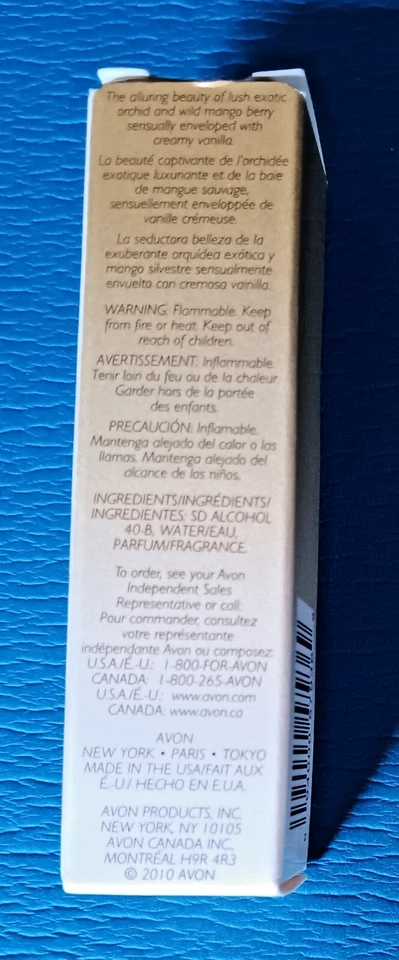 The alluring beauty of lush exotic
orchid and wild mango berry
sensually enveloped with
creamy vanilla.
La beauté captivante de l'orchidée
exotique luxuriante et de la baie
de mangue sauvage,
sensuellement enveloppée de
vanille crémeuse.
La seductora belleza de la
exuberante orquídea exótica y
mango silvestre sensualmente
envuelta con cremosa vainilla.
WARNING: Flammable. Keep
from fire or heat. Keep out of
reach of children.
AVERTISSEMENT: Inflammable.
Tenir loin du feu ou de la chaleur.
Garder hors de la portée
des enfants.
PRECAUCIÓN: Inflamable.
Mantenga alejado del calor o las
llamas. Mantenga alejado del
alcance de los niños.
INGREDIENTS/INGRÉDIENTS/
INGREDIENTES: SD ALCOHOL
40-B, WATER/EAU,
PARFUM/FRAGRANCE.
To order, see your Avon
Independent Sales
Representative or call:
Pour commander, consultez
votre représentante
indépendante Avon ou composez:
U.S.A./É.-U.: 1-800-FOR-AVON
CANADA: 1-800-265-AVON
U.S.A./É.-U.: www.avon.com
CANADA: www.avon.ca
AVON
NEW YORK • PARIS • TOKYO
MADE IN THE USA/FAIT AUX
É.-U./ HECHO EN E.U.A.
AVON PRODUCTS, INC.
NEW YORK, NY 10105
AVON CANADA INC.,
MONTRÉAL H9R 4R3
© 2010 AVON